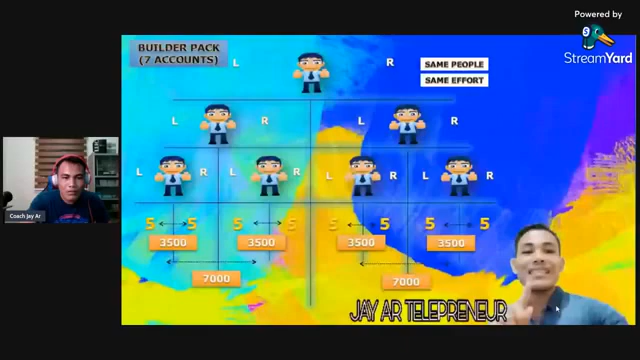 Powered by
StreamYard
BUILDER PACK
(7 ACCOUNTS)
L R
SAME PEOPLE
SAME EFFORT
L R L R
L R L R L R L R
5 5 5 5 5 5 5 5
3500 3500 3500 3500
7000 7000
Coach Jay Ar
JAY AR TELEPRENEUR